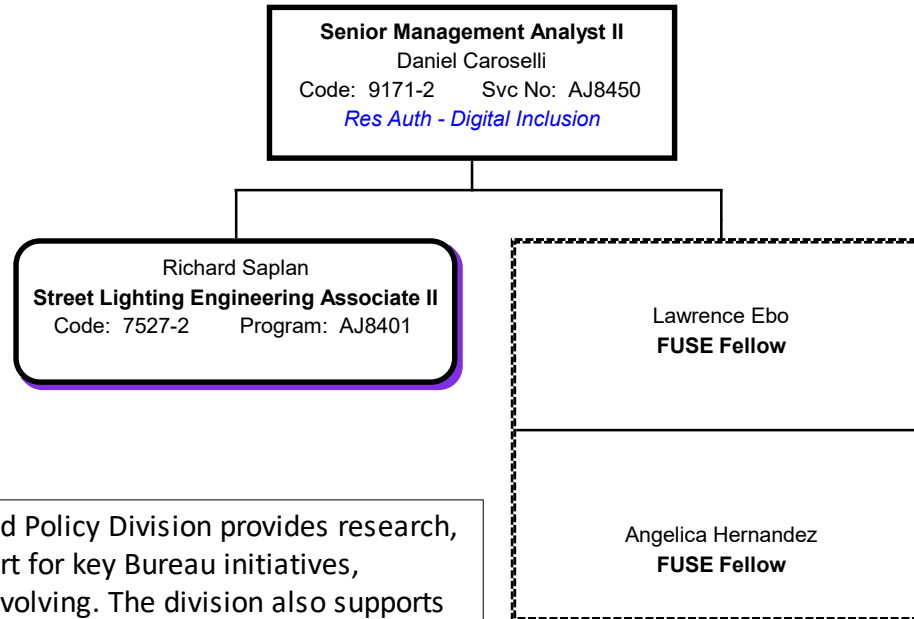 Senior Management Analyst II
Daniel Caroselli
Code: 9171-2 Svc No: AJ8450
Res Auth - Digital Inclusion
Richard Saplan
Street Lighting Engineering Associate II
Code: 7527-2 Program: AJ8401
Lawrence Ebo
FUSE Fellow
Angelica Hernandez
FUSE Fellow
d Policy Division provides research,
rt for key Bureau initiatives,
volving. The division also supports